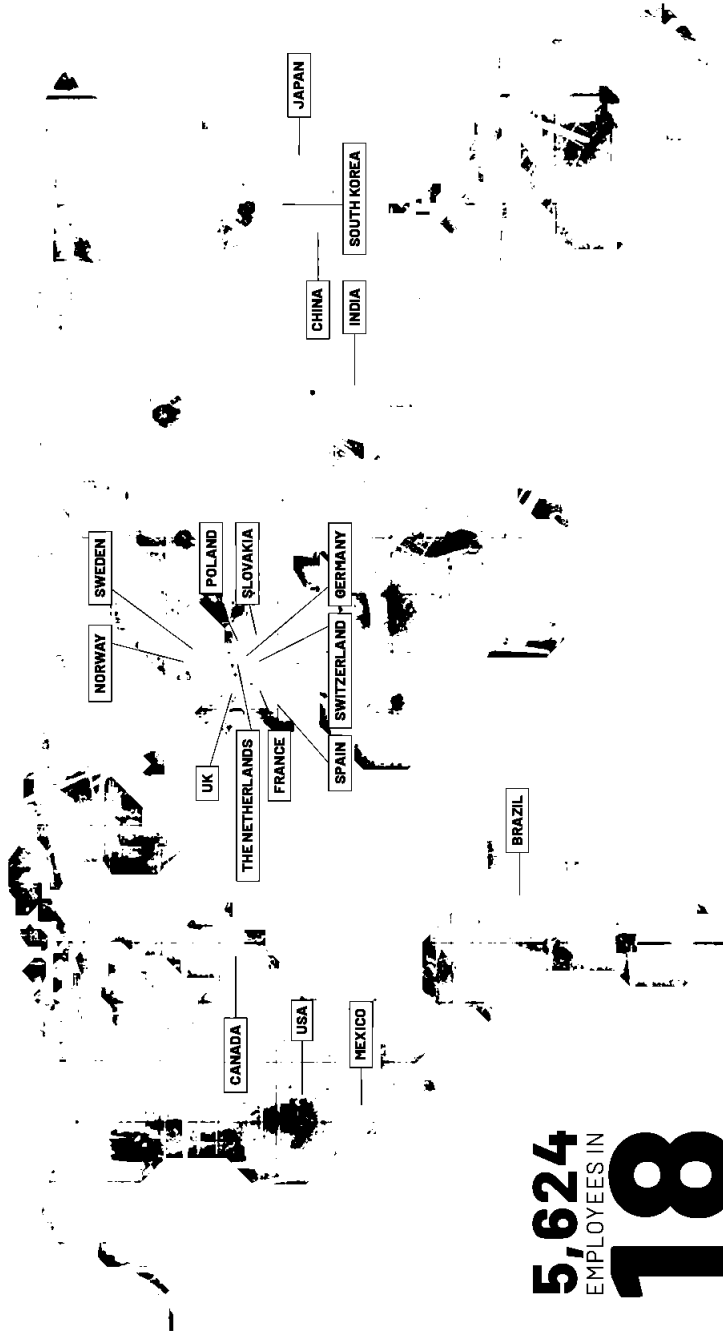 NORWAY
SWEDEN
UK
POLAND
THE NETHERLANDS
SLOVAKIA
FRANCE
SPAIN
SWITZERLAND
GERMANY
CANADA
USA
MEXICO
BRAZIL
JAPAN
CHINA
SOUTH KOREA
INDIA
5,624
EMPLOYEES IN
18